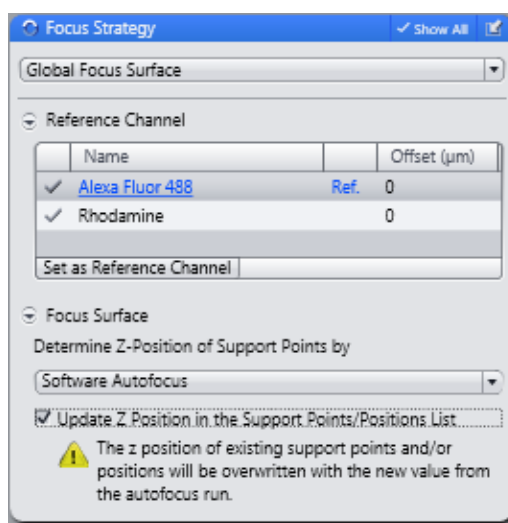 Focus Strategy ✓ Show All
Global Focus Surface
Reference Channel
Name Offset (µm)
Alexa Fluor 488 Ref. 0
Rhodamine 0
Set as Reference Channel
Focus Surface
Determine Z-Position of Support Points by
Software Autofocus
Update Z Position in the Support Points/Positions List
The z position of existing support points and/or
positions will be overwritten with the new value from
the autofocus run.